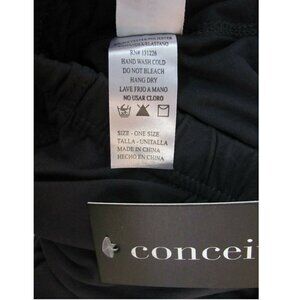 RN# 151226
HAND WASH COLD
DO NOT BLEACH
HANG DRY
LAVE FRIO A MANO
NO USAR CLORO
SIZE - ONE SIZE
TALLA - UNITALLA
MADE IN CHINA
HECHO EN CHINA
concei